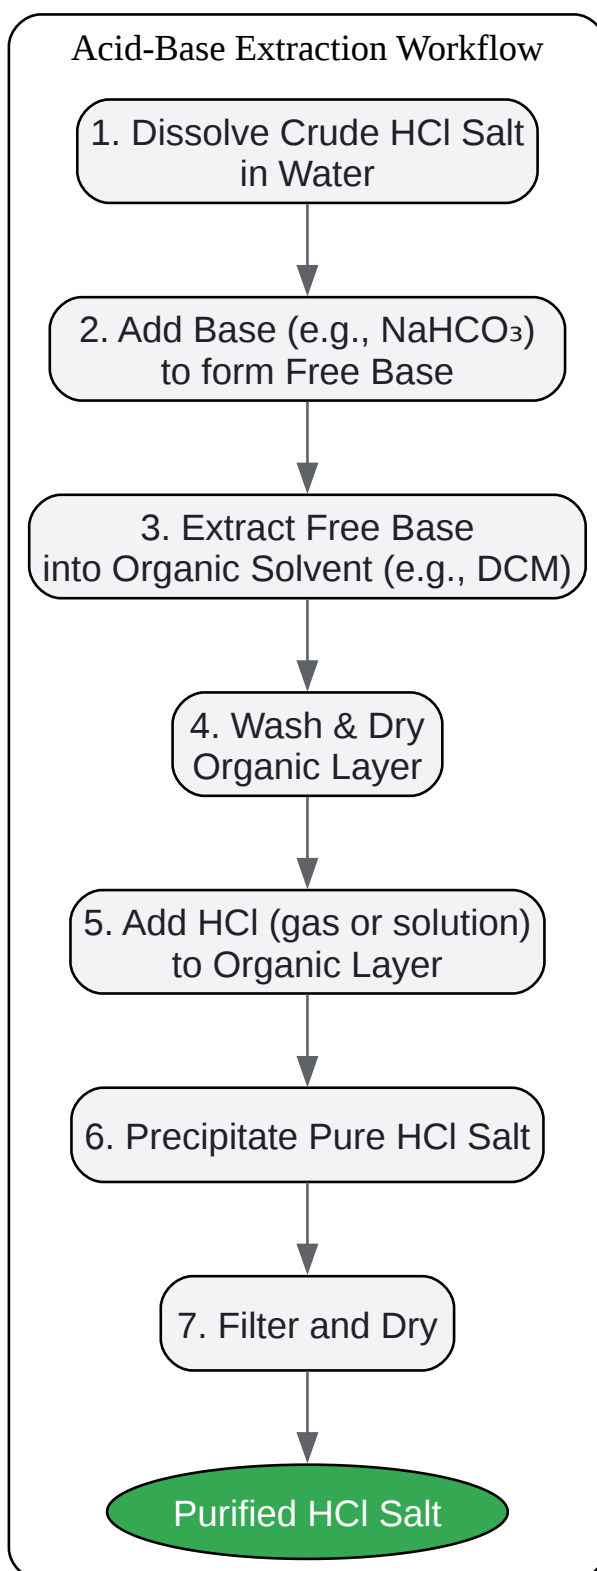 Acid-Base Extraction Workflow
1. Dissolve Crude HCl Salt
in Water
2. Add Base (e.g., NaHCO₃)
to form Free Base
3. Extract Free Base
into Organic Solvent (e.g., DCM)
4. Wash & Dry
Organic Layer
5. Add HCl (gas or solution)
to Organic Layer
6. Precipitate Pure HCl Salt
7. Filter and Dry
Purified HCl Salt